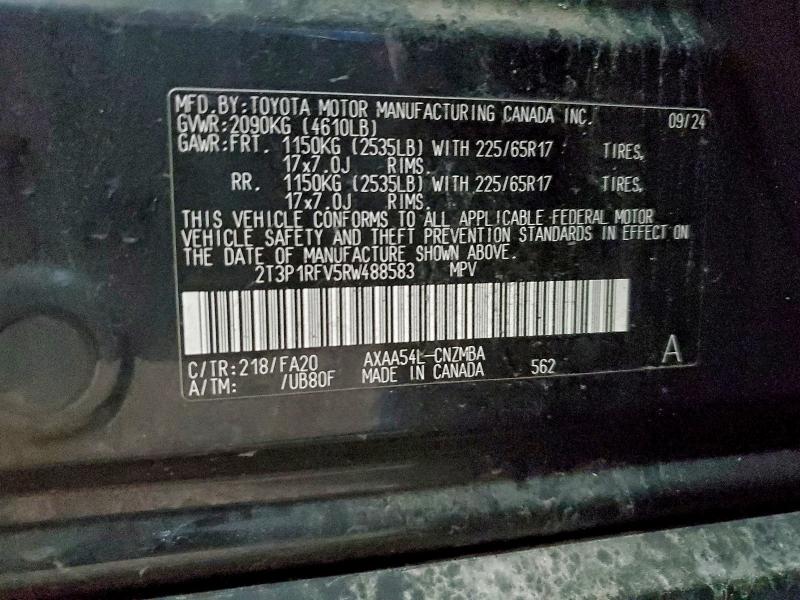 MFD.BY:TOYOTA MOTOR MANUFACTURING CANADA INC. 09/24
GVWR:2090KG (4610LB)
GAWR:FRT. 1150KG (2535LB) WITH 225/65R17 TIRES,
17x7.0J RIMS.
RR. 1150KG (2535LB) WITH 225/65R17 TIRES,
17x7.0J RIMS.
THIS VEHICLE CONFORMS TO ALL APPLICABLE FEDERAL MOTOR
VEHICLE SAFETY AND THEFT PREVENTION STANDARDS IN EFFECT ON
THE DATE OF MANUFACTURE SHOWN ABOVE.
2T3P1RFV5RW488583 MPV
C/TR:218/FA20 AXAA54L-CNZMBA
A/TM: /UB80F MADE IN CANADA 562 A